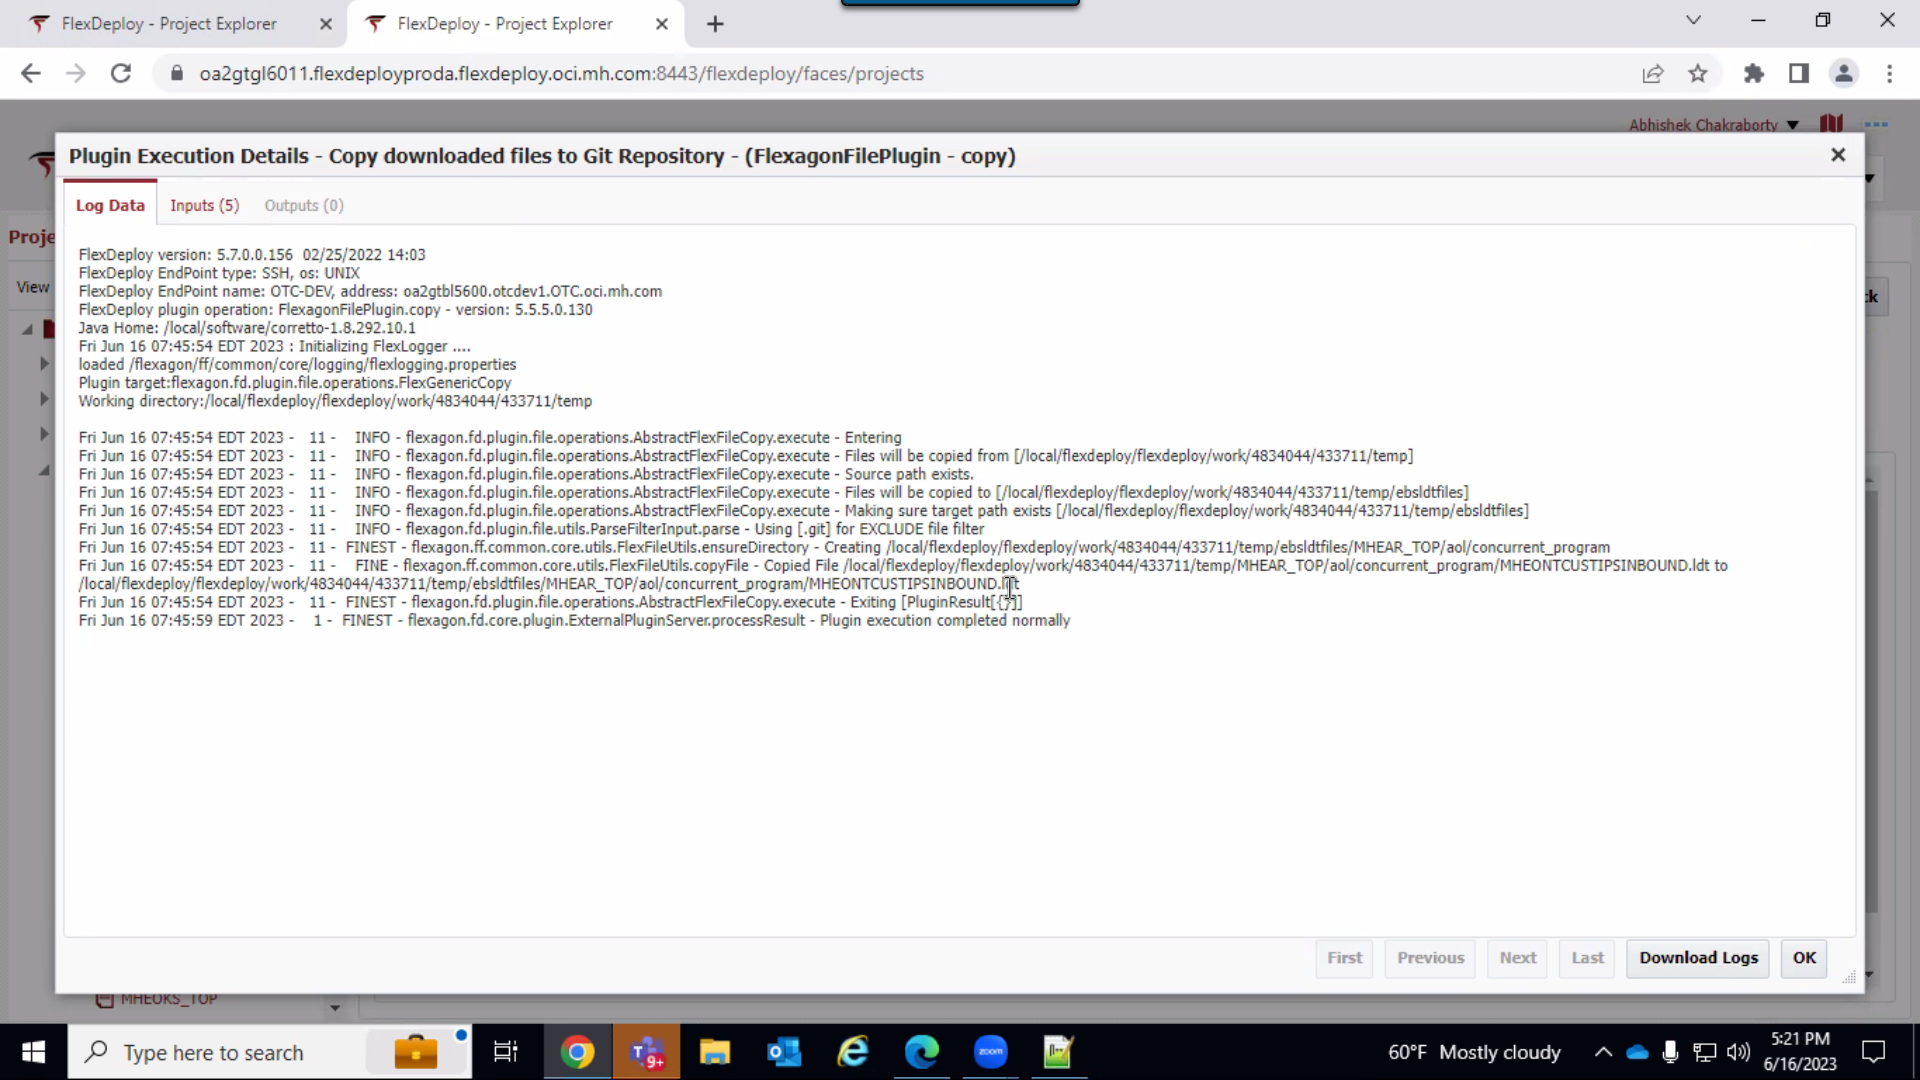 FlexDeploy - Project Explorer
FlexDeploy - Project Explorer
oa2gtgl6011.flexdeployproda.flexdeploy.oci.mh.com:8443/flexdeploy/faces/projects
Abhishek Chakraborty
Plugin Execution Details - Copy downloaded files to Git Repository - (FlexagonFilePlugin - copy)
Log Data
Inputs (5)
Outputs (0)
View
FlexDeploy version: 5.7.0.0.156 02/25/2022 14:03
FlexDeploy EndPoint type: SSH, os: UNIX
FlexDeploy EndPoint name: OTC-DEV, address: oa2gtbl5600.otcdev1.OTC.oci.mh.com
FlexDeploy plugin operation: FlexagonFilePlugin.copy - version: 5.5.5.0.130
Java Home: /local/software/corretto-1.8.292.10.1
Fri Jun 16 07:45:54 EDT 2023 : Initializing FlexLogger ....
loaded /flexagon/ff/common/core/logging/flexlogging.properties
Plugin target:flexagon.fd.plugin.file.operations.FlexGenericCopy
Working directory:/local/flexdeploy/flexdeploy/work/4834044/433711/temp
Fri Jun 16 07:45:54 EDT 2023 - 11 - INFO - flexagon.fd.plugin.file.operations.AbstractFlexFileCopy.execute - Entering
Fri Jun 16 07:45:54 EDT 2023 - 11 - INFO - flexagon.fd.plugin.file.operations.AbstractFlexFileCopy.execute - Files will be copied from [/local/flexdeploy/flexdeploy/work/4834044/433711/temp]
Fri Jun 16 07:45:54 EDT 2023 - 11 - INFO - flexagon.fd.plugin.file.operations.AbstractFlexFileCopy.execute - Source path exists.
Fri Jun 16 07:45:54 EDT 2023 - 11 - INFO - flexagon.fd.plugin.file.operations.AbstractFlexFileCopy.execute - Files will be copied to [/local/flexdeploy/flexdeploy/work/4834044/433711/temp/ebsldtfiles]
Fri Jun 16 07:45:54 EDT 2023 - 11 - INFO - flexagon.fd.plugin.file.operations.AbstractFlexFileCopy.execute - Making sure target path exists [/local/flexdeploy/flexdeploy/work/4834044/433711/temp/ebsldtfiles]
Fri Jun 16 07:45:54 EDT 2023 - 11 - INFO - flexagon.fd.plugin.file.utils.ParseFilterInput.parse - Using [.git] for EXCLUDE file filter
Fri Jun 16 07:45:54 EDT 2023 - 11 - FINEST - flexagon.ff.common.core.utils.FlexFileUtils.ensureDirectory - Creating /local/flexdeploy/flexdeploy/work/4834044/433711/temp/ebsldtfiles/MHEAR_TOP/aol/concurrent_program
Fri Jun 16 07:45:54 EDT 2023 - 11 - FINE - flexagon.ff.common.core.utils.FlexFileUtils.copyFile - Copied File /local/flexdeploy/flexdeploy/work/4834044/433711/temp/MHEAR_TOP/aol/concurrent_program/MHEONTCUSTIPSINBOUND.ldt to
/local/flexdeploy/flexdeploy/work/4834044/433711/temp/ebsldtfiles/MHEAR_TOP/aol/concurrent_program/MHEONTCUSTIPSINBOUND.ldt
Fri Jun 16 07:45:54 EDT 2023 - 11 - FINEST - flexagon.fd.plugin.file.operations.AbstractFlexFileCopy.execute - Exiting [PluginResult[{}]]
Fri Jun 16 07:45:59 EDT 2023 - 1 - FINEST - flexagon.fd.core.plugin.ExternalPluginServer.processResult - Plugin execution completed normally
First
Previous
Next
Last
Download Logs
OK
MHEOKS_TOP
Type here to search
9+
zoom
60°F Mostly cloudy
5:21 PM
6/16/2023